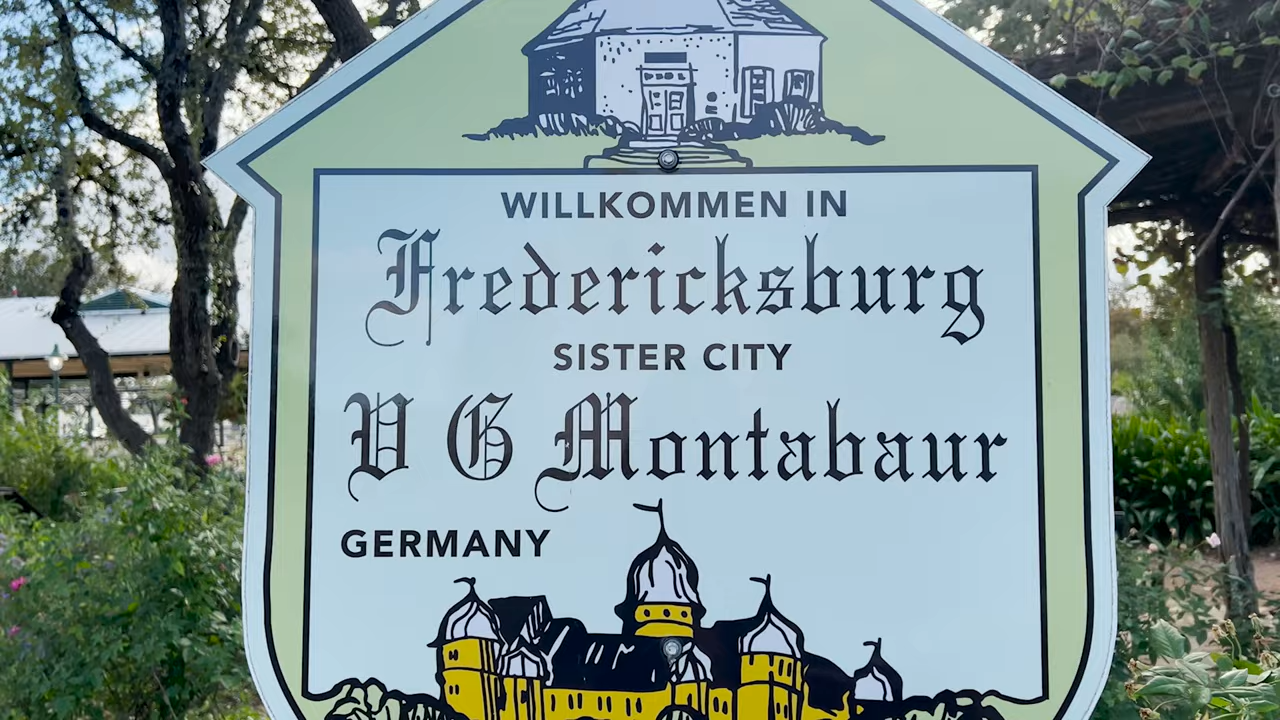 WILLKOMMEN IN
Fredericksburg
SISTER CITY
V G Montabaur
GERMANY